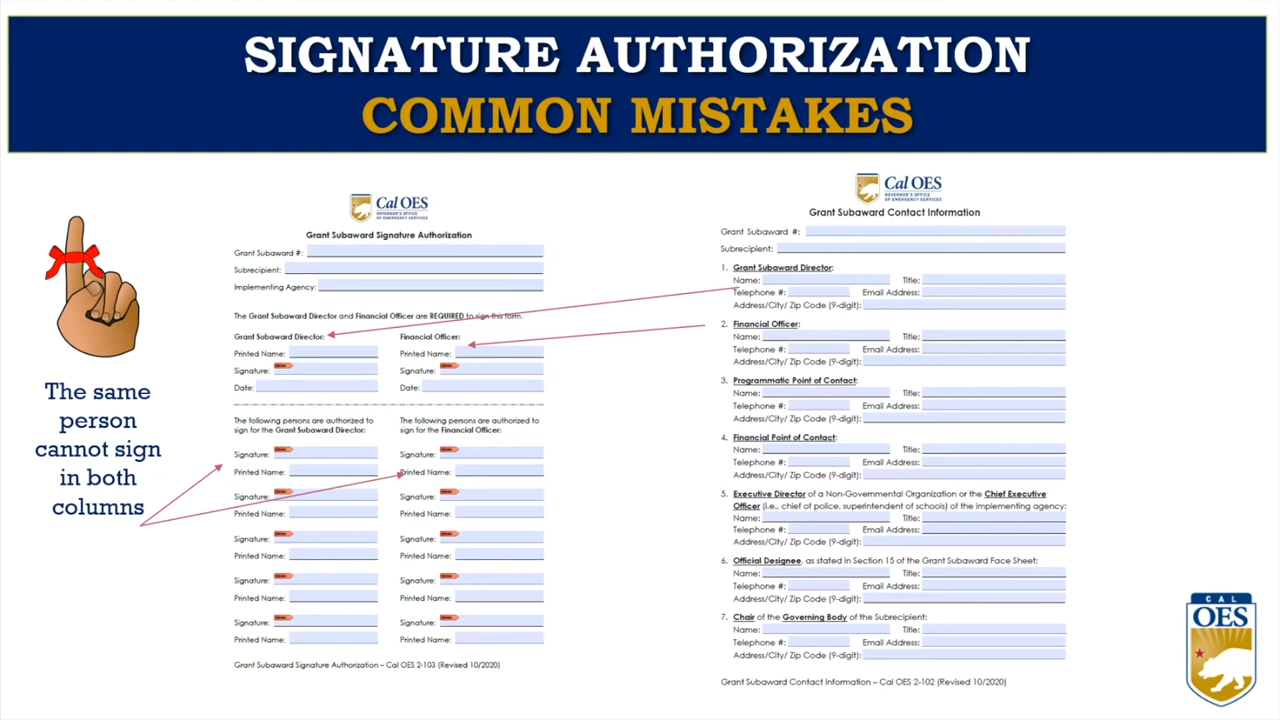 SIGNATURE AUTHORIZATION
COMMON MISTAKES
The same
person
cannot sign
in both
columns
Cal OES
GOVERNOR'S OFFICE
OF EMERGENCY SERVICES
Grant Subaward Signature Authorization
Grant Subaward #:
Subrecipient:
Implementing Agency:
The Grant Subaward Director and Financial Officer are REQUIRED to sign this form.
Grant Subaward Director: Financial Officer:
Printed Name: Printed Name:
Signature: Signature:
Date: Date:
The following persons are authorized to The following persons are authorized to
sign for the Grant Subaward Director: sign for the Financial Officer:
Signature: Signature:
Printed Name: Printed Name:
Signature: Signature:
Printed Name: Printed Name:
Signature: Signature:
Printed Name: Printed Name:
Signature: Signature:
Printed Name: Printed Name:
Signature: Signature:
Printed Name: Printed Name:
Grant Subaward Signature Authorization – Cal OES 2-103 (Revised 10/2020)
Cal OES
GOVERNOR'S OFFICE
OF EMERGENCY SERVICES
Grant Subaward Contact Information
Grant Subaward #:
Subrecipient:
1. Grant Subaward Director:
Name: Title:
Telephone #: Email Address:
Address/City/ Zip Code (9-digit):
2. Financial Officer:
Name: Title:
Telephone #: Email Address:
Address/City/ Zip Code (9-digit):
3. Programmatic Point of Contact:
Name: Title:
Telephone #: Email Address:
Address/City/ Zip Code (9-digit):
4. Financial Point of Contact:
Name: Title:
Telephone #: Email Address:
Address/City/ Zip Code (9-digit):
5. Executive Director of a Non-Governmental Organization or the Chief Executive
Officer (i.e., chief of police, superintendent of schools) of the implementing agency:
Name: Title:
Telephone #: Email Address:
Address/City/ Zip Code (9-digit):
6. Official Designee, as stated in Section 15 of the Grant Subaward Face Sheet:
Name: Title:
Telephone #: Email Address:
Address/City/ Zip Code (9-digit):
7. Chair of the Governing Body of the Subrecipient:
Name: Title:
Telephone #: Email Address:
Address/City/ Zip Code (9-digit):
Grant Subaward Contact Information – Cal OES 2-102 (Revised 10/2020)
CAL
OES